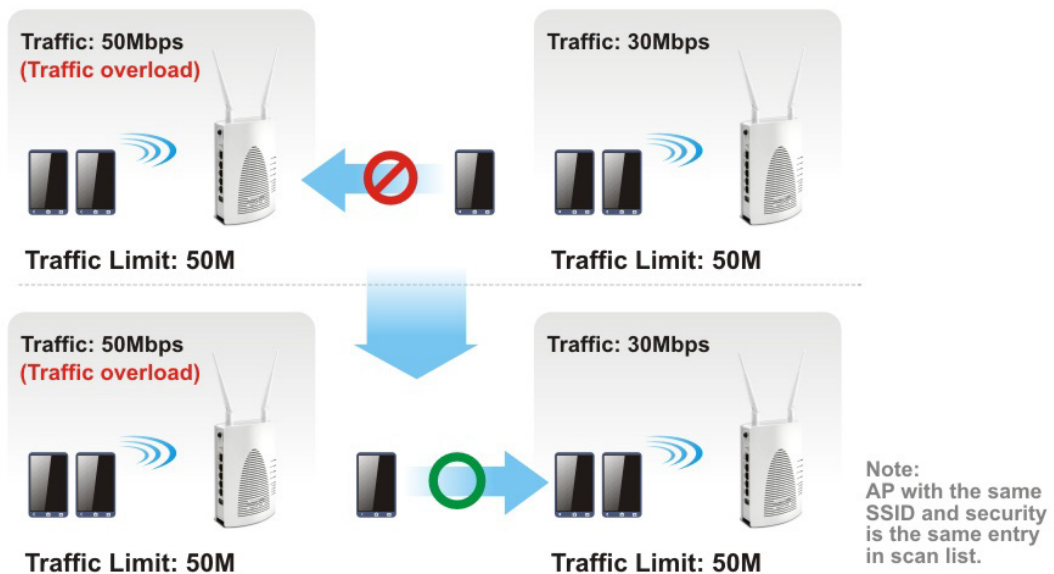 Traffic: 50Mbps
(Traffic overload)
Traffic: 30Mbps
Traffic Limit: 50M
Traffic Limit: 50M
Traffic: 50Mbps
(Traffic overload)
Traffic: 30Mbps
Traffic Limit: 50M
Traffic Limit: 50M
Note:
AP with the same
SSID and security
is the same entry
in scan list.